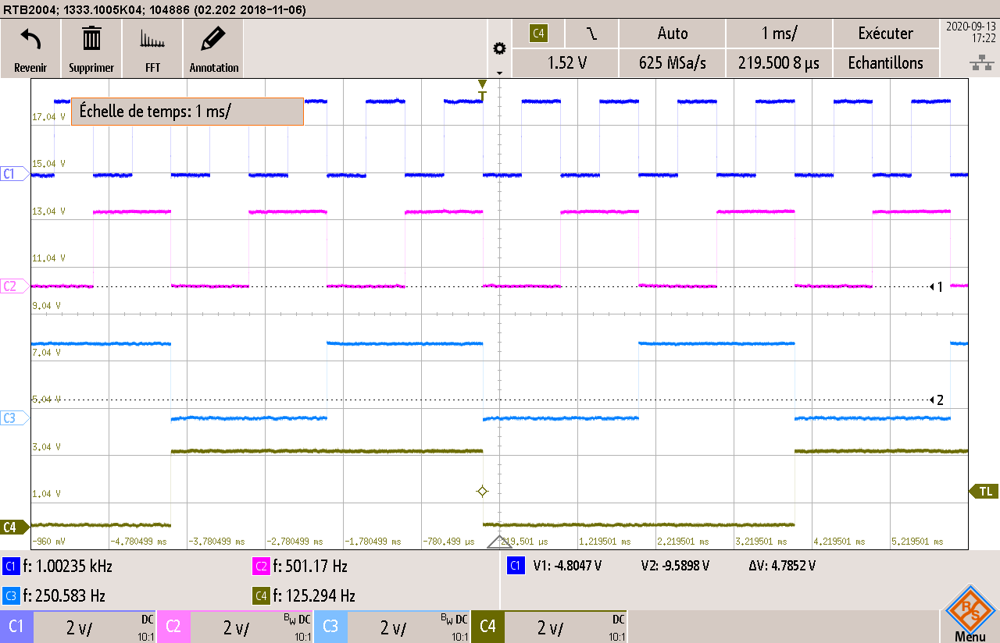 RTB2004; 1333.1005K04; 104886 (02.202 2018-11-06)
Revenir
Supprimer
FFT
Annotation
C4
Auto
1 ms/
Exécuter
1.52 V
625 MSa/s
219.500 8 µs
Echantillons
2020-09-13
17:22
T
Échelle de temps: 1 ms/
17.04 V
15.04 V
C1
13.04 V
11.04 V
C2
1
9.04 V
7.04 V
5.04 V
2
C3
3.04 V
1.04 V
TL
C4
-960 mV
-4.780499 ms
-3.780499 ms
-2.780499 ms
-1.780499 ms
-780.499 µs
219.501 µs
1.219501 ms
2.219501 ms
3.219501 ms
4.219501 ms
5.219501 ms
C1 f: 1.00235 kHz
C2 f: 501.17 Hz
C1 V1: -4.8047 V V2: -9.5898 V ΔV: 4.7852 V
C3 f: 250.583 Hz
C4 f: 125.294 Hz
C1 2 V/ DC 10:1
C2 2 V/ BW DC 10:1
C3 2 V/ BW DC 10:1
C4 2 V/ DC 10:1
R S
Menu